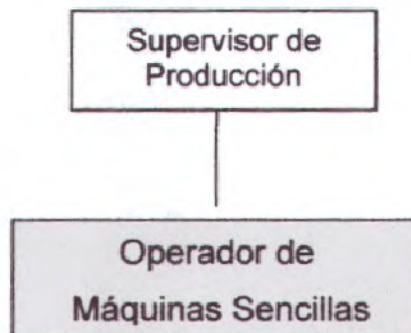 Supervisor de
Producción
Operador de
Máquinas Sencillas